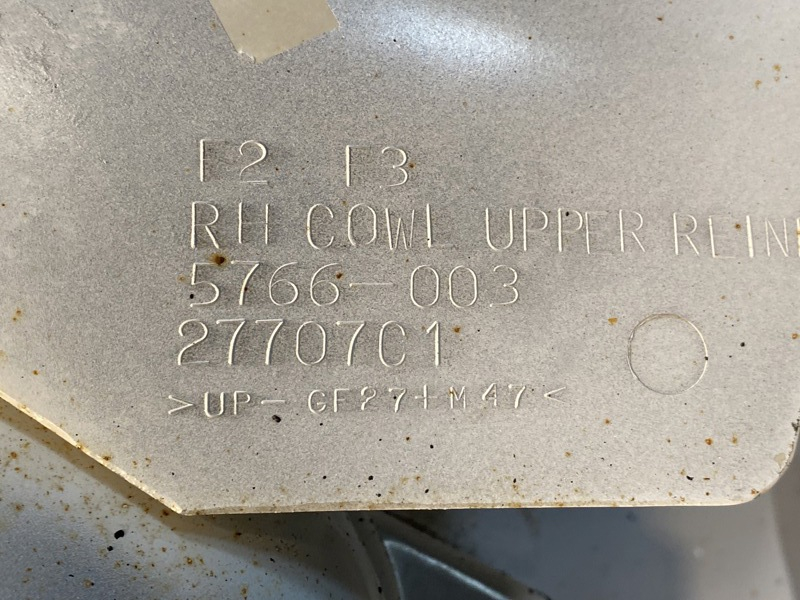 F2 F3
RH COWL UPPER REIN
5766-003
27707C1
>UP- GF27+M47<